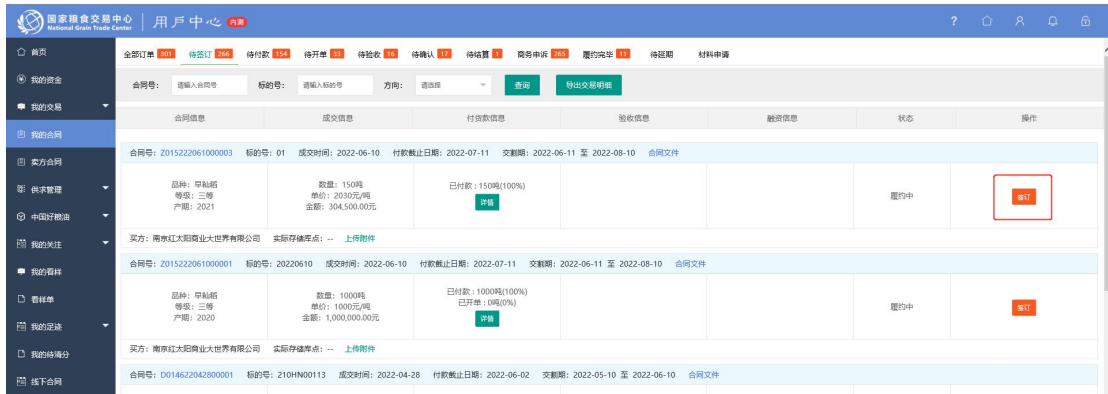 国家粮食交易中心 用户中心 内测
National Grain Trade Center
?
首页
我的资金
我的交易
我的合同
卖方合同
供求管理
中国好粮油
我的关注
我的看样
看样单
我的足迹
我的待清分
线下合同
全部订单 301 待签订 266 待付款 154 待开单 33 待验收 16 待确认 17 待结算 1 商务申诉 265 履约完毕 11 待延期 材料申请
合同号: 请输入合同号 标的号: 请输入标的号 方向: 请选择 查询 导出交易明细
合同信息 成交信息 付货款信息 验收信息 融资信息 状态 操作
合同号: Z015222061000003 标的号: 01 成交时间: 2022-06-10 付款截止日期: 2022-07-11 交割期: 2022-06-11 至 2022-08-10 合同文件
品种: 早籼稻
等级: 三等
产期: 2021
数量: 150吨
单价: 2030元/吨
金额: 304,500.00元
已付款 : 150吨(100%)
详情
履约中
签订
买方: 南京红太阳商业大世界有限公司 实际存储库点: -- 上传附件
合同号: Z015222061000001 标的号: 20220610 成交时间: 2022-06-10 付款截止日期: 2022-07-11 交割期: 2022-06-11 至 2022-08-10 合同文件
品种: 早籼稻
等级: 三等
产期: 2020
数量: 1000吨
单价: 1000元/吨
金额: 1,000,000.00元
已付款 : 1000吨(100%)
已开单 : 0吨(0%)
详情
履约中
签订
买方: 南京红太阳商业大世界有限公司 实际存储库点: -- 上传附件
合同号: D014622042800001 标的号: 210HN00113 成交时间: 2022-04-28 付款截止日期: 2022-06-02 交割期: 2022-05-10 至 2022-06-10 合同文件